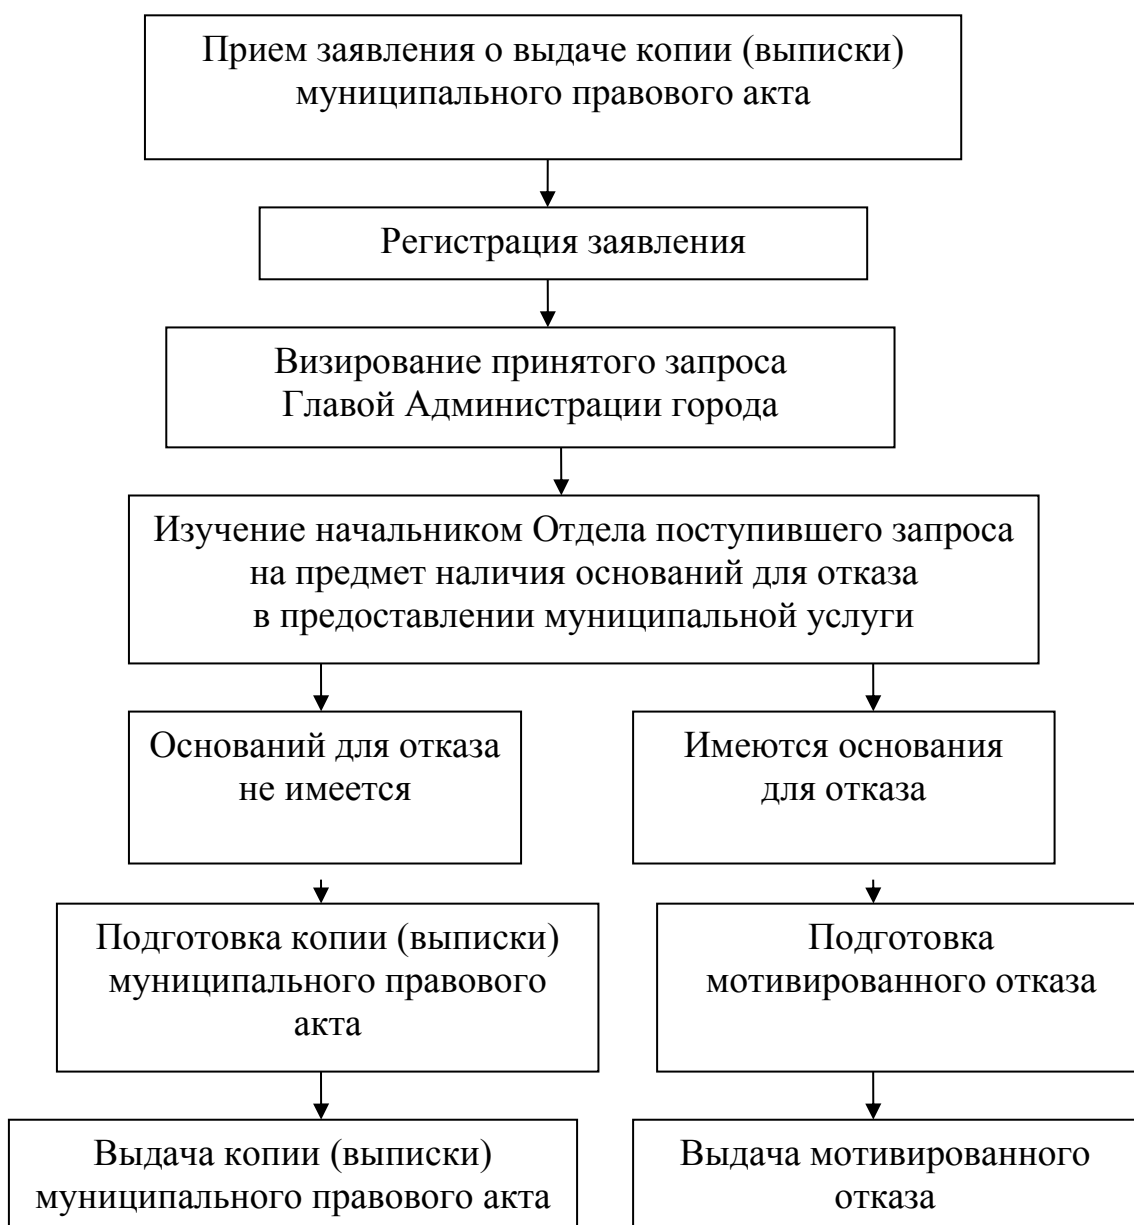 Прием заявления о выдаче копии (выписки)
муниципального правового акта
Регистрация заявления
Визирование принятого запроса
Главой Администрации города
Изучение начальником Отдела поступившего запроса
на предмет наличия оснований для отказа
в предоставлении муниципальной услуги
Оснований для отказа
не имеется
Имеются основания
для отказа
Подготовка копии (выписки)
муниципального правового
акта
Подготовка
мотивированного отказа
Выдача копии (выписки)
муниципального правового акта
Выдача мотивированного
отказа